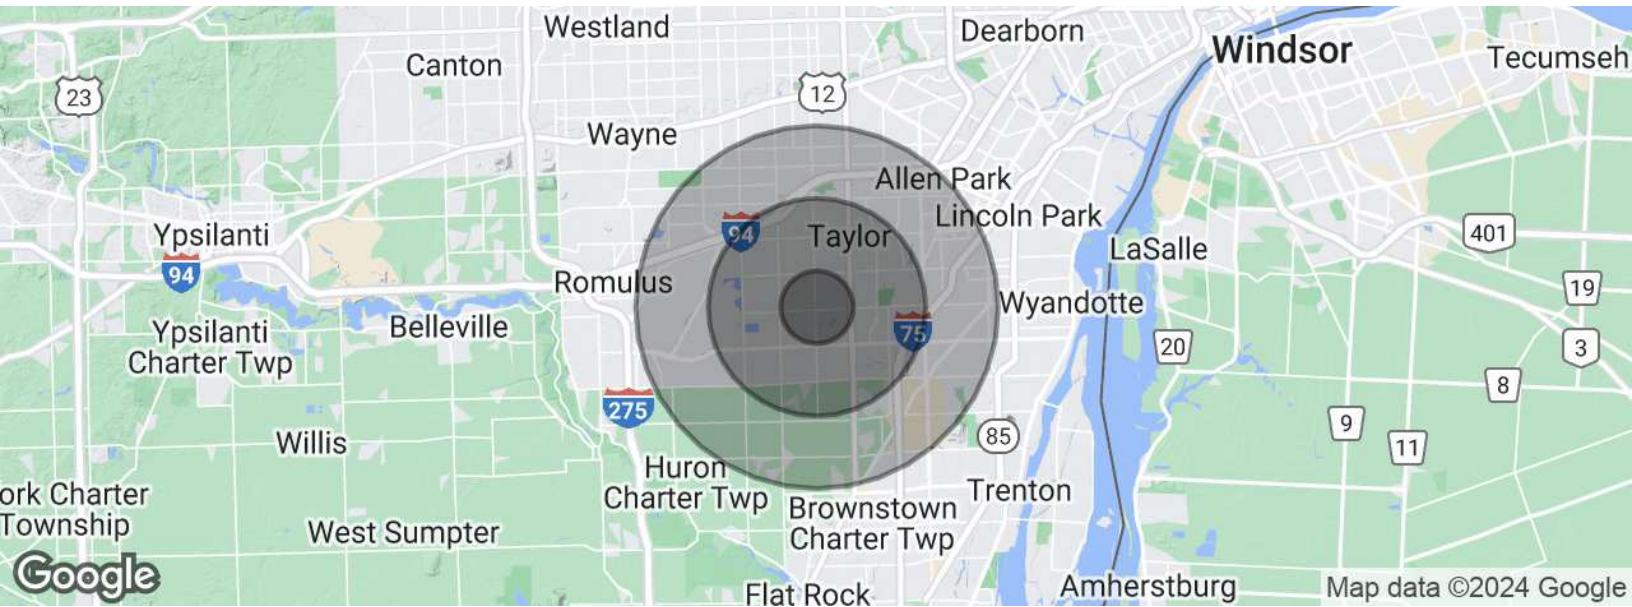 Westland
Dearborn
Windsor
Tecumseh
Canton
23
12
Wayne
Allen Park
Lincoln Park
Ypsilanti
94
Taylor
401
LaSalle
94
Romulus
19
Wyandotte
Belleville
Ypsilanti
Charter Twp
75
20
3
8
275
9
85
11
Willis
Huron
Charter Twp
Trenton
ork Charter
Township
Brownstown
Charter Twp
West Sumpter
Google
Flat Rock
Amherstburg
Map data ©2024 Google